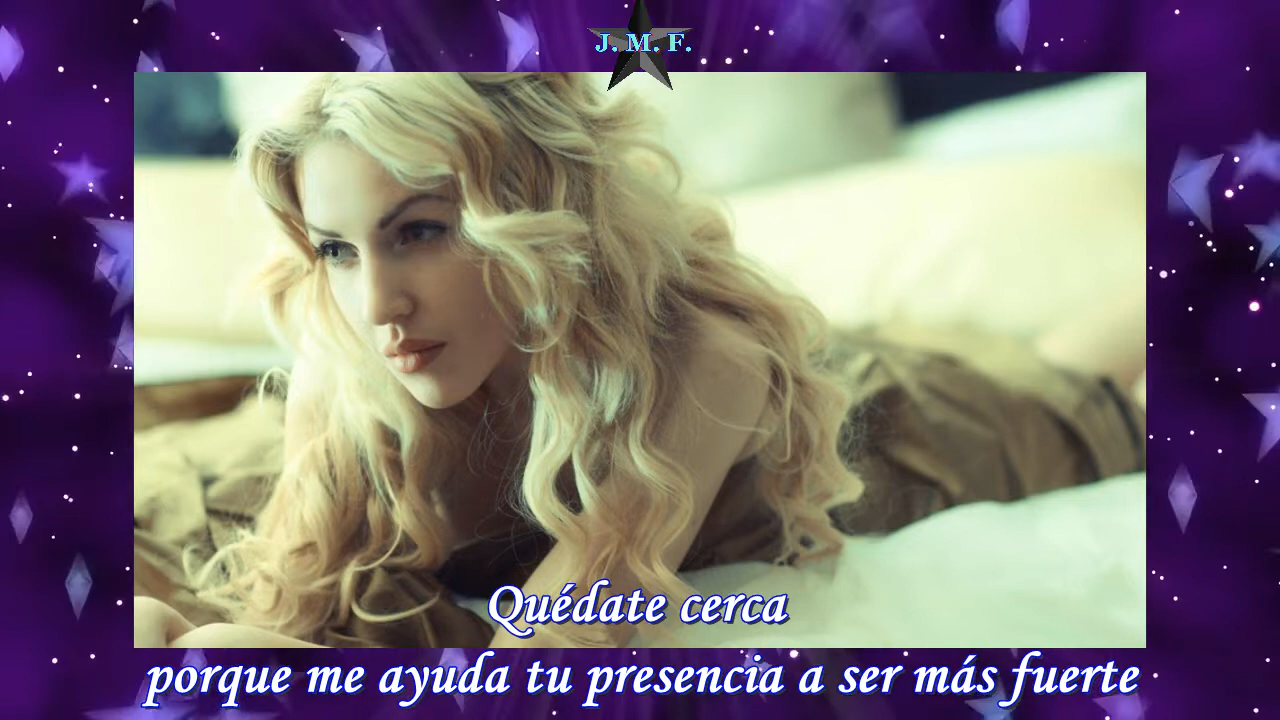 J. M. F.
Quédate cerca
porque me ayuda tu presencia a ser más fuerte